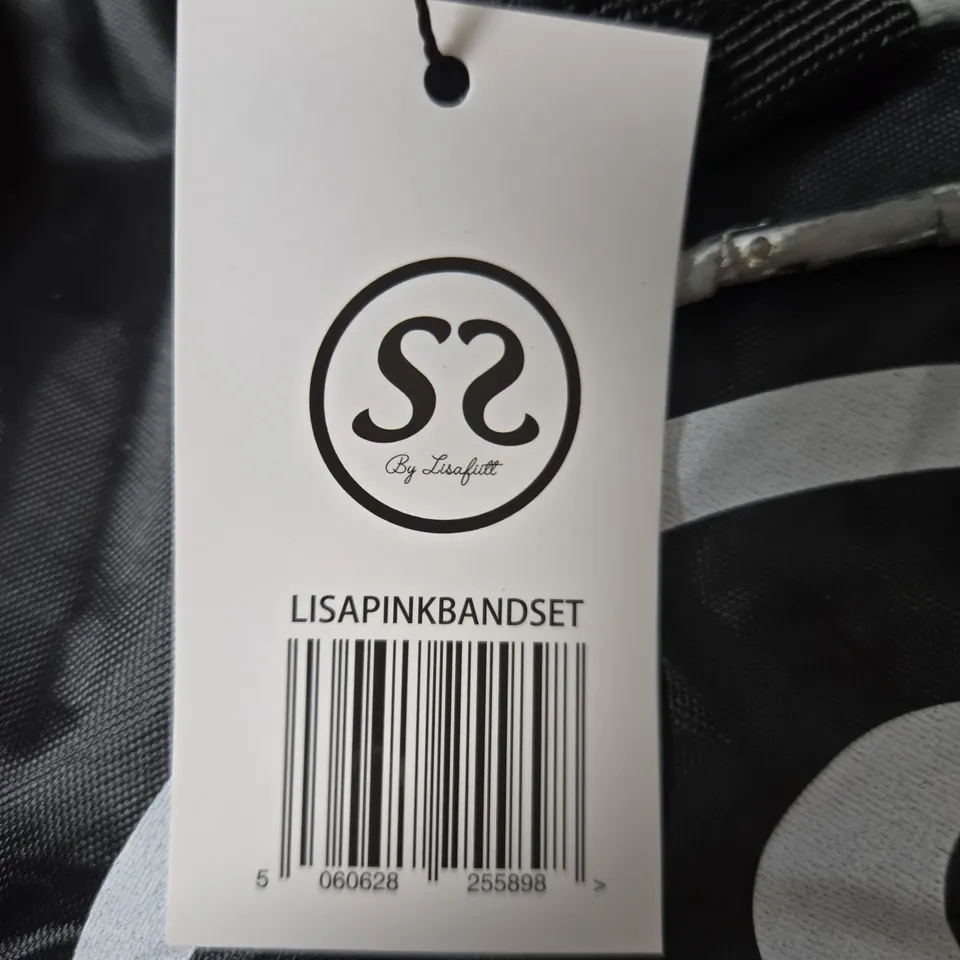 SS
By Lisafiitt
LISAPINKBANDSET
5 060628 255898 >